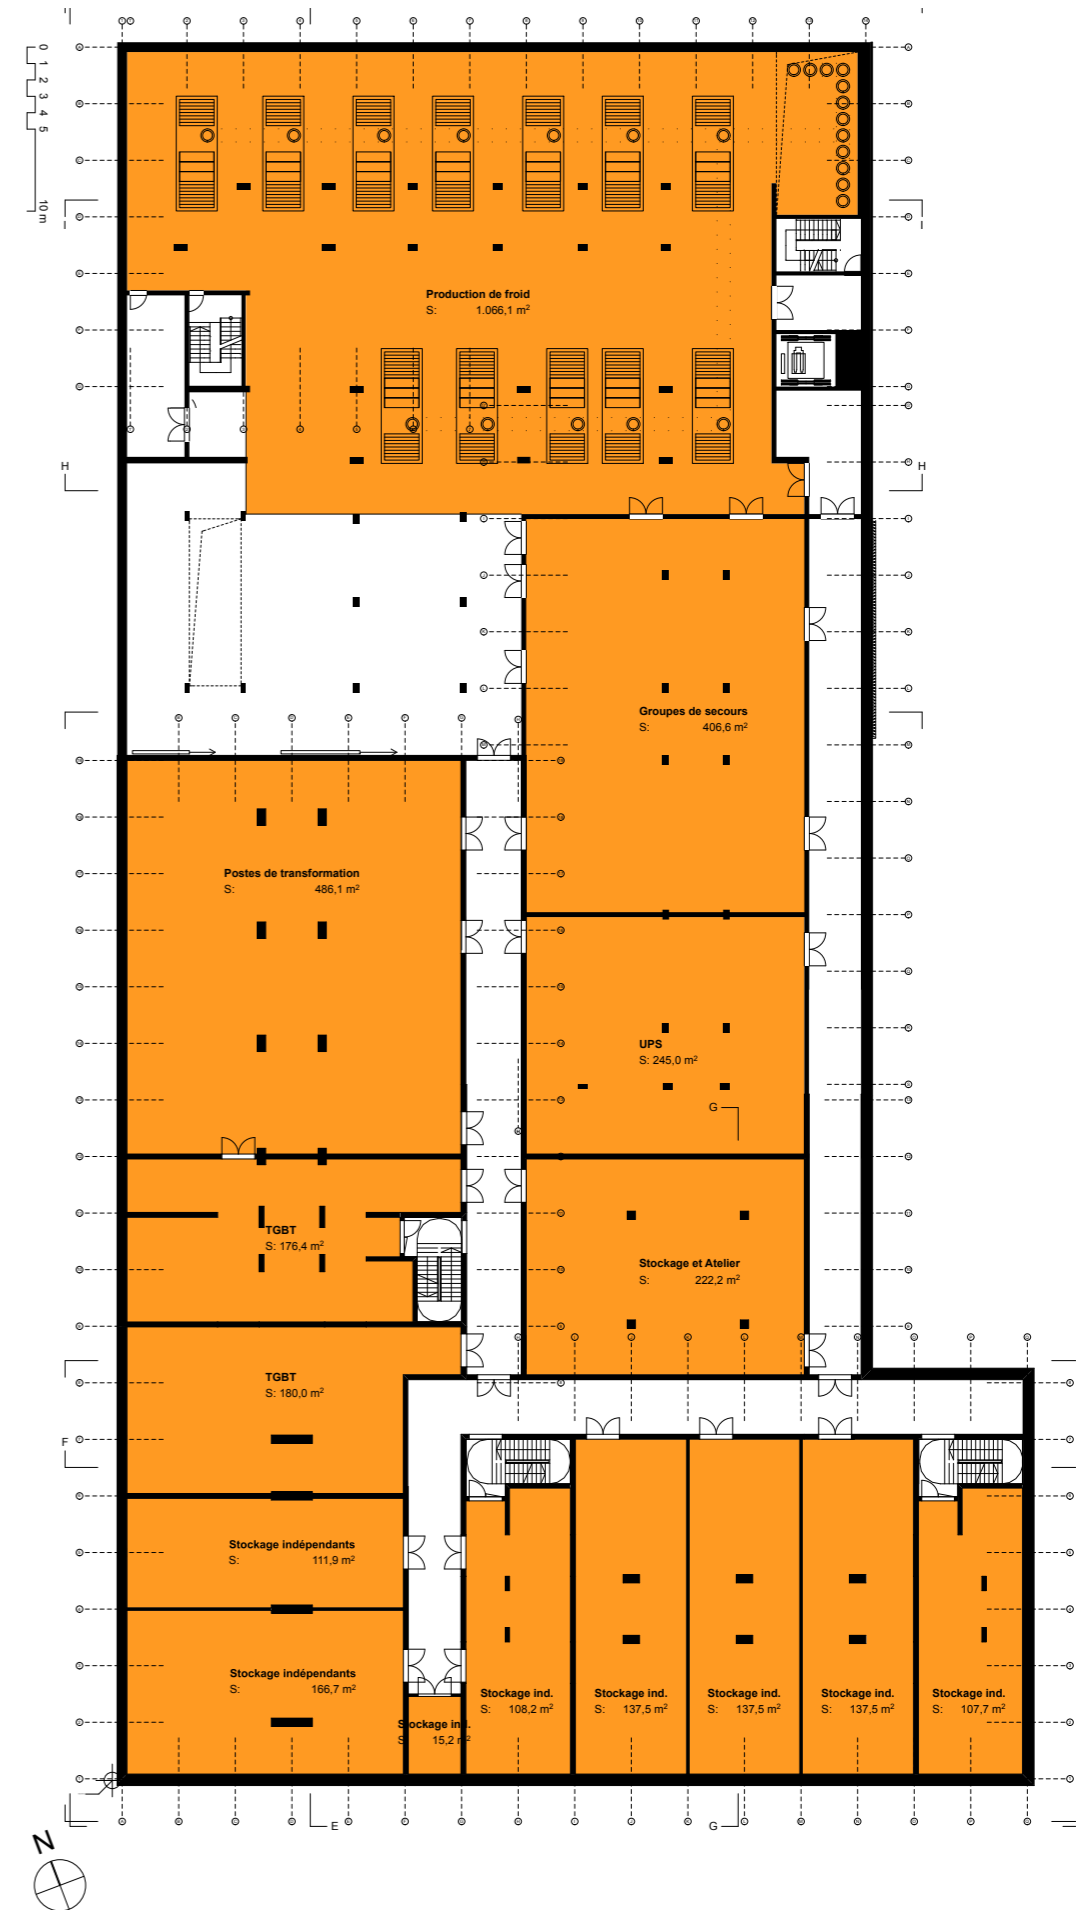 0 1 2 3 4 5 10 m
I I
Production de froid
S: 1.066,1 m²
H H
Groupes de secours
S: 406,6 m²
Postes de transformation
S: 486,1 m²
UPS
S: 245,0 m²
G
TGBT
S: 176,4 m²
Stockage et Atelier
S: 222,2 m²
TGBT
S: 180,0 m²
F
Stockage indépendants
S: 111,9 m²
Stockage indépendants
S: 166,7 m²
Stockage ind.
S: 15,2 m²
Stockage ind.
S: 108,2 m²
Stockage ind.
S: 137,5 m²
Stockage ind.
S: 137,5 m²
Stockage ind.
S: 137,5 m²
Stockage ind.
S: 107,7 m²
E G
N